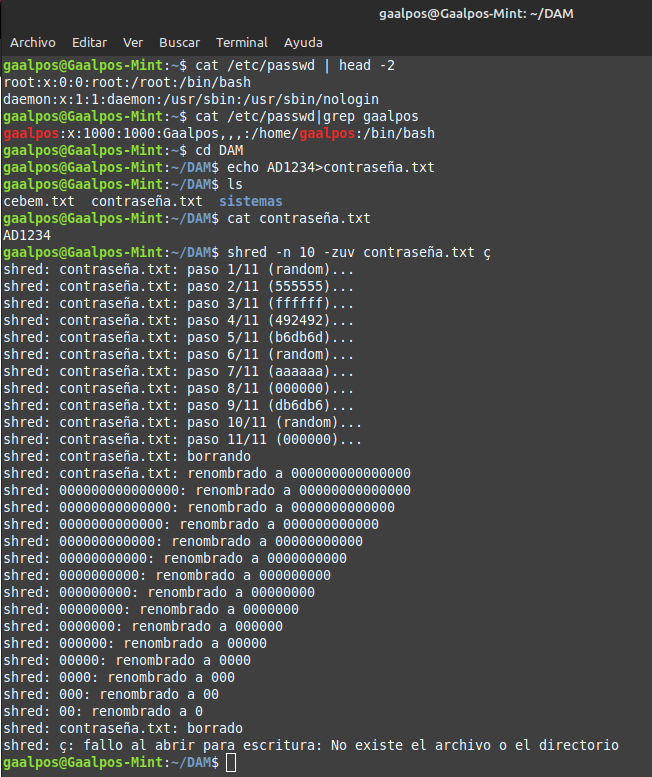 gaalpos@Gaalpos-Mint: ~/DAM
Archivo Editar Ver Buscar Terminal Ayuda
gaalpos@Gaalpos-Mint:~$ cat /etc/passwd | head -2
root:x:0:0:root:/root:/bin/bash
daemon:x:1:1:daemon:/usr/sbin:/usr/sbin/nologin
gaalpos@Gaalpos-Mint:~$ cat /etc/passwd|grep gaalpos
gaalpos:x:1000:1000:Gaalpos,,,:/home/gaalpos:/bin/bash
gaalpos@Gaalpos-Mint:~$ cd DAM
gaalpos@Gaalpos-Mint:~/DAM$ echo AD1234>contraseña.txt
gaalpos@Gaalpos-Mint:~/DAM$ ls
cebem.txt  contraseña.txt  sistemas
gaalpos@Gaalpos-Mint:~/DAM$ cat contraseña.txt
AD1234
gaalpos@Gaalpos-Mint:~/DAM$ shred -n 10 -zuv contraseña.txt ç
shred: contraseña.txt: paso 1/11 (random)...
shred: contraseña.txt: paso 2/11 (555555)...
shred: contraseña.txt: paso 3/11 (ffffff)...
shred: contraseña.txt: paso 4/11 (492492)...
shred: contraseña.txt: paso 5/11 (b6db6d)...
shred: contraseña.txt: paso 6/11 (random)...
shred: contraseña.txt: paso 7/11 (aaaaaa)...
shred: contraseña.txt: paso 8/11 (000000)...
shred: contraseña.txt: paso 9/11 (db6db6)...
shred: contraseña.txt: paso 10/11 (random)...
shred: contraseña.txt: paso 11/11 (000000)...
shred: contraseña.txt: borrando
shred: contraseña.txt: renombrado a 000000000000000
shred: 000000000000000: renombrado a 00000000000000
shred: 00000000000000: renombrado a 0000000000000
shred: 0000000000000: renombrado a 000000000000
shred: 000000000000: renombrado a 00000000000
shred: 00000000000: renombrado a 0000000000
shred: 0000000000: renombrado a 000000000
shred: 000000000: renombrado a 00000000
shred: 00000000: renombrado a 0000000
shred: 0000000: renombrado a 000000
shred: 000000: renombrado a 00000
shred: 00000: renombrado a 0000
shred: 0000: renombrado a 000
shred: 000: renombrado a 00
shred: 00: renombrado a 0
shred: contraseña.txt: borrado
shred: ç: fallo al abrir para escritura: No existe el archivo o el directorio
gaalpos@Gaalpos-Mint:~/DAM$